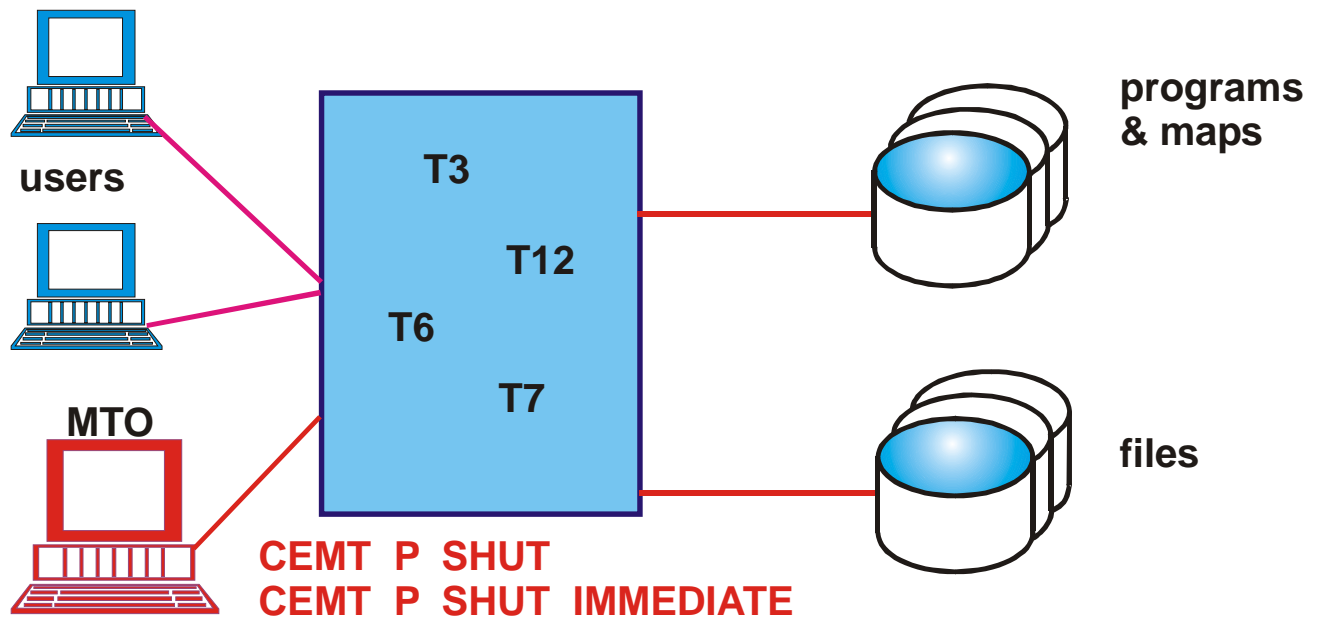 programs
& maps
T3
users
T12
T6
T7
MTO
files
CEMT P SHUT
CEMT P SHUT IMMEDIATE